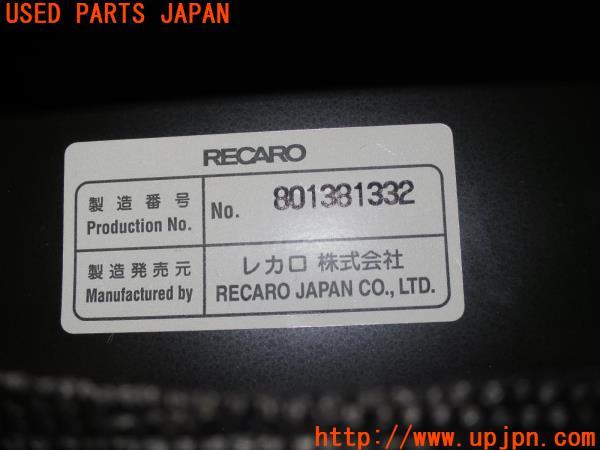 USED PARTS JAPAN
RECARO
製造番号
Production No.
No. 801381332
製造発売元
Manufactured by
レカロ 株式会社
RECARO JAPAN CO., LTD.
http://www.upjpn.com